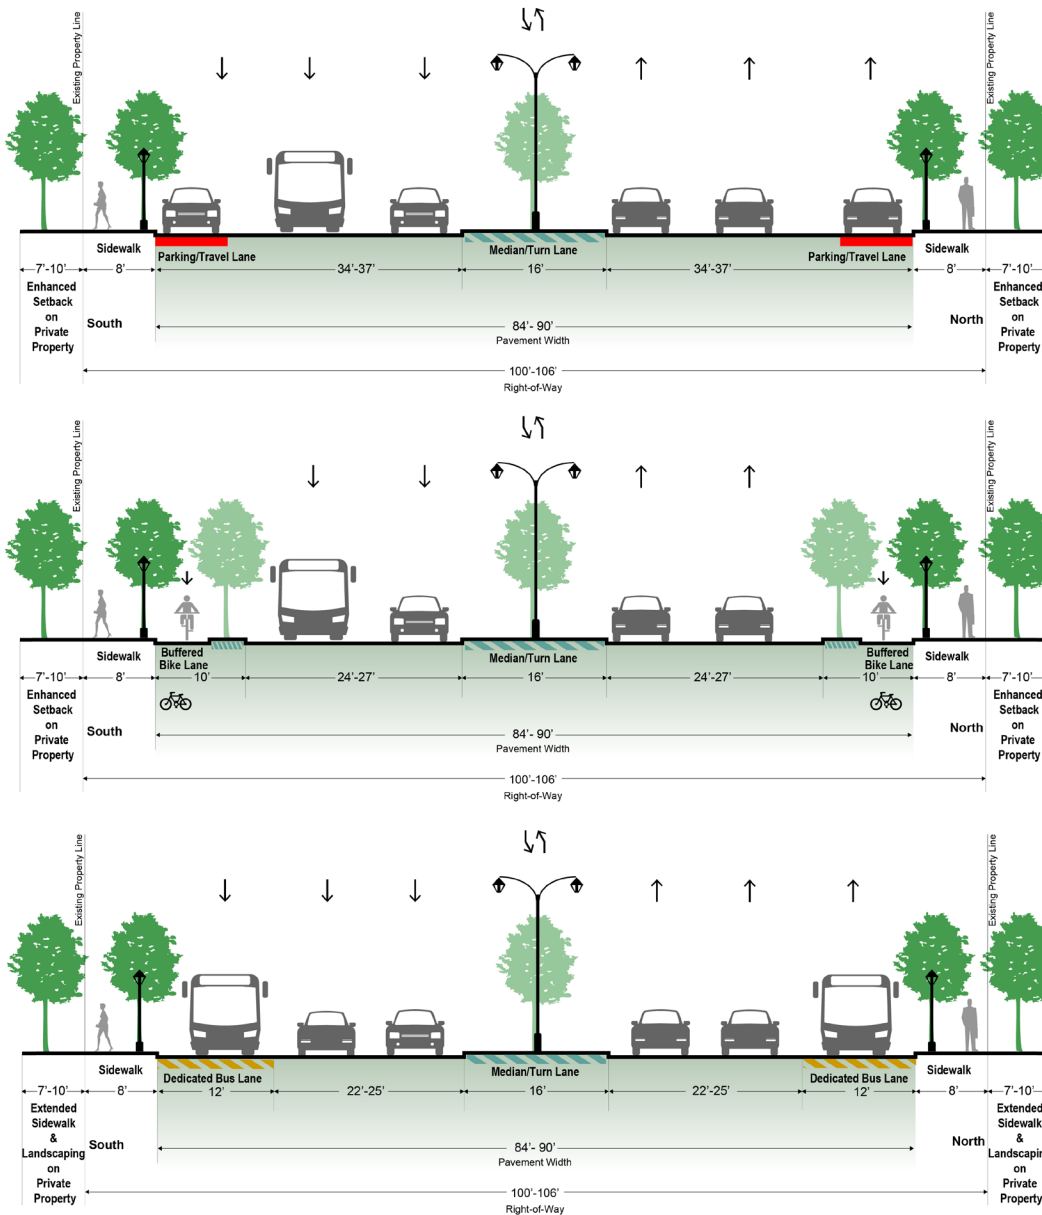 Existing Property Line
Existing Property Line
Sidewalk
Parking/Travel Lane
Median/Turn Lane
Parking/Travel Lane
Sidewalk
7'-10'
8'
34'-37'
16'
34'-37'
8'
7'-10'
Enhanced
Setback
on
Private
Property
South
North
Enhanced
Setback
on
Private
Property
84'- 90'
Pavement Width
100'-106'
Right-of-Way
Existing Property Line
Existing Property Line
Sidewalk
Buffered
Bike Lane
Median/Turn Lane
Buffered
Bike Lane
Sidewalk
7'-10'
8'
10'
24'-27'
16'
24'-27'
10'
8'
7'-10'
Enhanced
Setback
on
Private
Property
South
North
Enhanced
Setback
on
Private
Property
84'- 90'
Pavement Width
100'-106'
Right-of-Way
Existing Property Line
Existing Property Line
Sidewalk
Dedicated Bus Lane
Median/Turn Lane
Dedicated Bus Lane
Sidewalk
7'-10'
8'
12'
22'-25'
16'
22'-25'
12'
8'
7'-10'
Extended
Sidewalk
&
Landscaping
on
Private
Property
South
North
Extended
Sidewalk
&
Landscapin
on
Private
Property
84'- 90'
Pavement Width
100'-106'
Right-of-Way